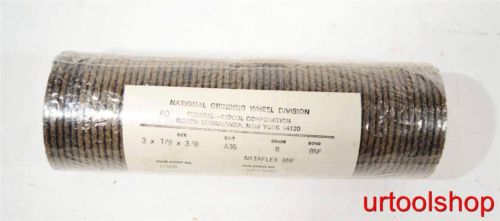 NATIONAL GRINDING WHEEL DIVISION
60 FEDERAL-MOGUL CORPORATION
NORTH TONAWANDA, NEW YORK 14120
SIZE GRIT GRADE BOND
3 x 1/8 x 3/8 A36 R BNF
NATAFLEX BNF
urtoolshop